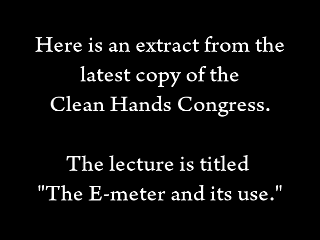 Here is an extract from the
latest copy of the
Clean Hands Congress.
The lecture is titled
"The E-meter and its use."